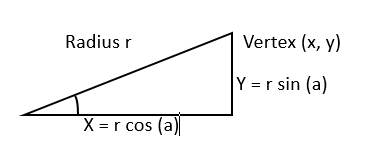 Radius r
Vertex (x, y)
Y = r sin (a)
X = r cos (a)